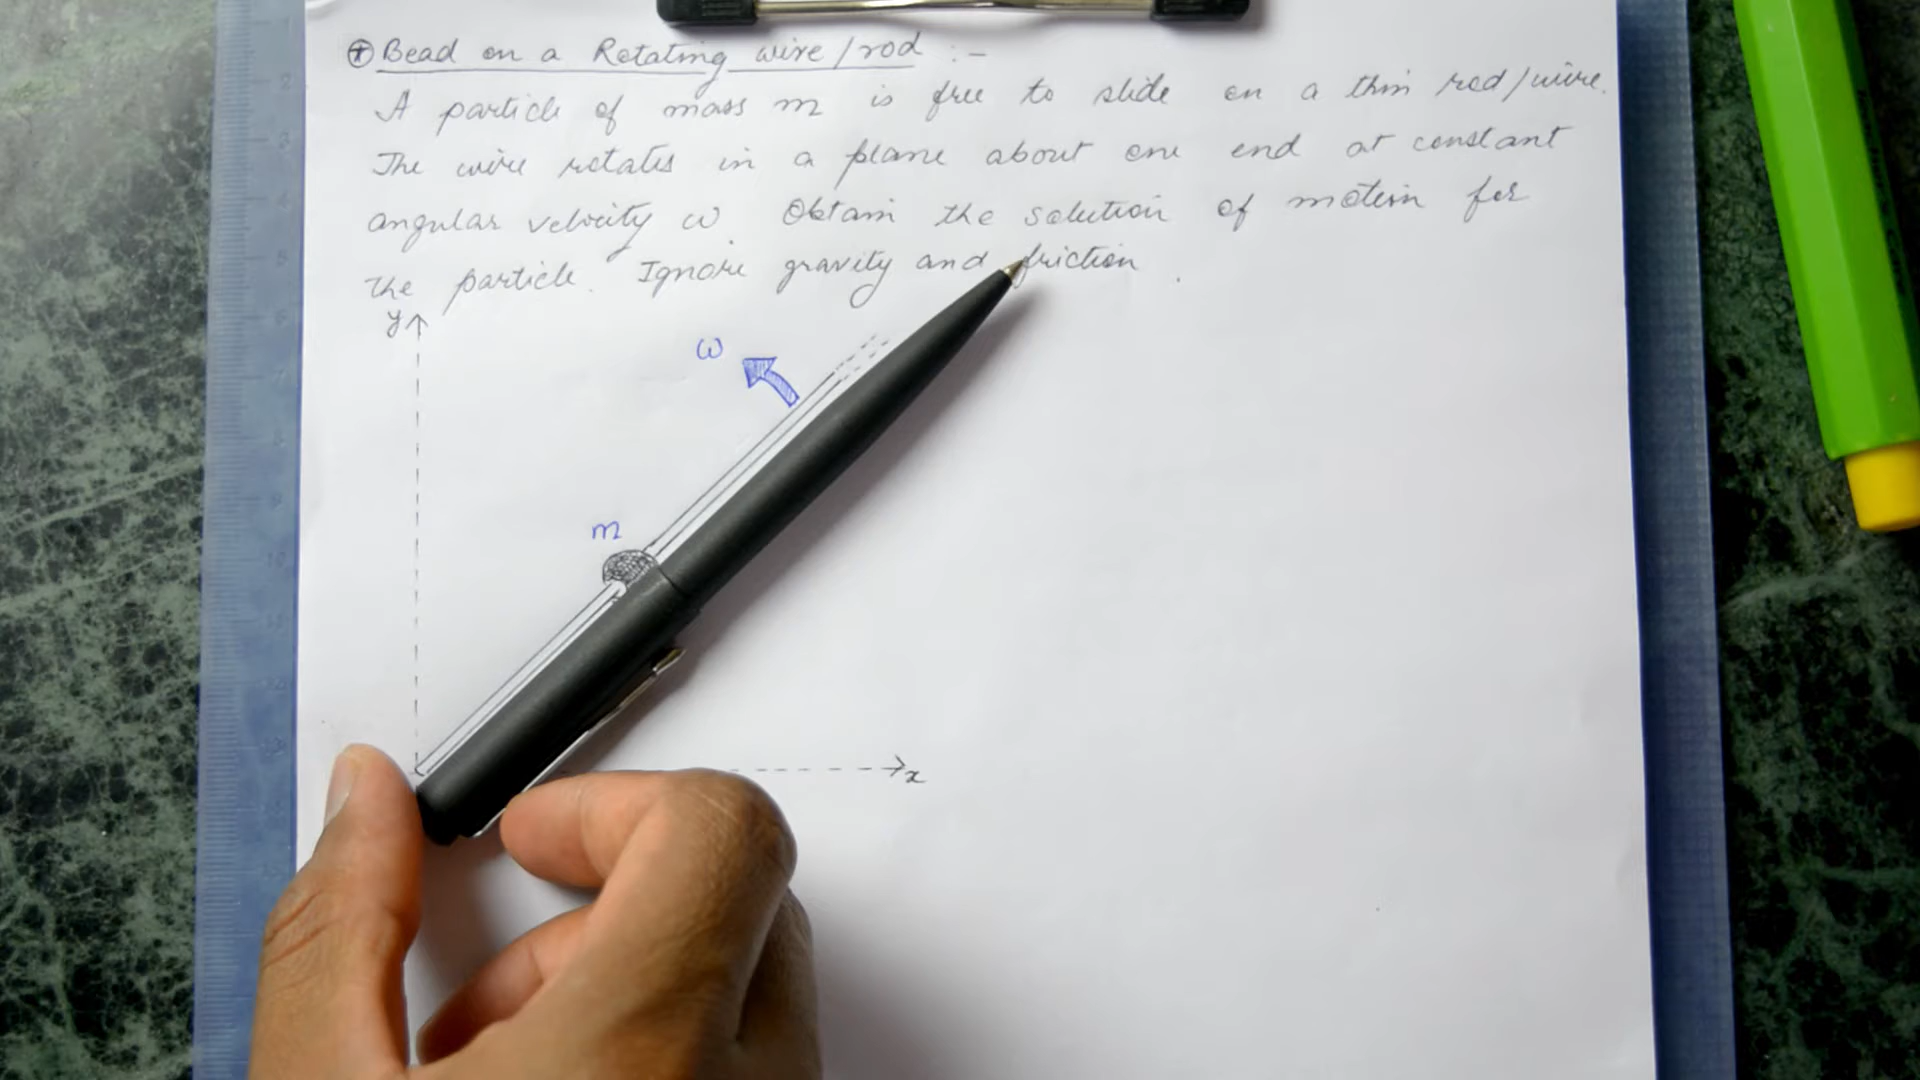 ⊕ Bead on a Rotating wire/rod :-
A particle of mass m is free to slide on a thin rod/wire.
The wire rotates in a plane about one end at constant
angular velocity ω. Obtain the solution of motion for
the particle. Ignore gravity and friction.
y
ω
m
x